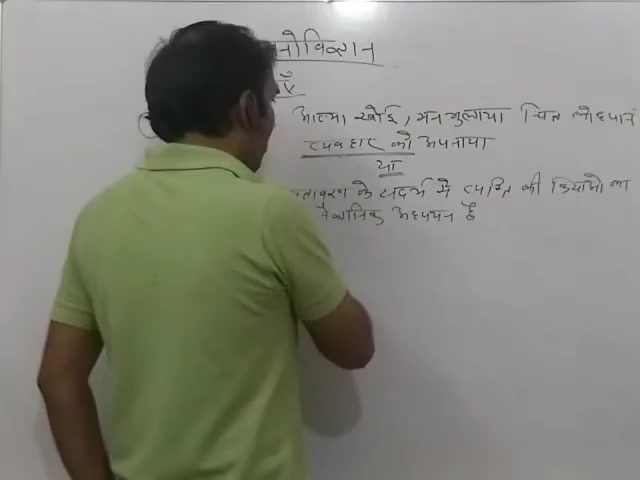 मनोविज्ञान
आत्मा खोई, मन भुलाया चित्त
व्यवहार को अपनाया
या
वातावरण के संदर्भ में व्यक्ति की क्रियाओं का
वैज्ञानिक अध्ययन है